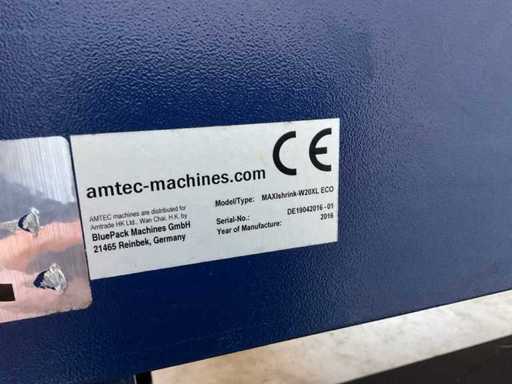 amtec-machines.com
CE
AMTEC machines are distributed for
Amtrade HK Ltd., Wan Chai, H.K. by
BluePack Machines GmbH
21465 Reinbek, Germany
Model/Type: MAXIshrink-W20XL ECO
Serial-No.: DE19042016 - 01
Year of Manufacture: 2016